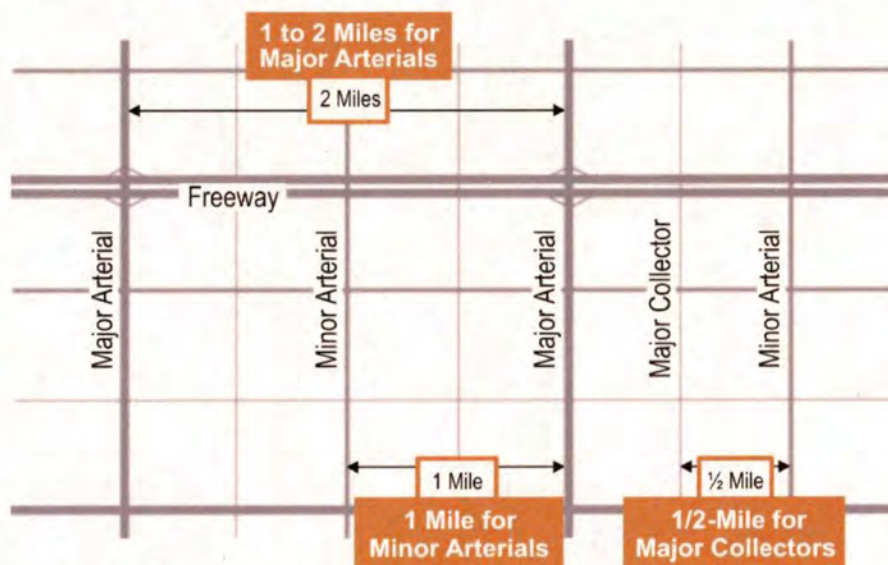 1 to 2 Miles for
Major Arterials
2 Miles
Freeway
Major Arterial
Minor Arterial
Major Arterial
Major Collector
Minor Arterial
1 Mile
½ Mile
1 Mile for
Minor Arterials
1/2-Mile for
Major Collectors